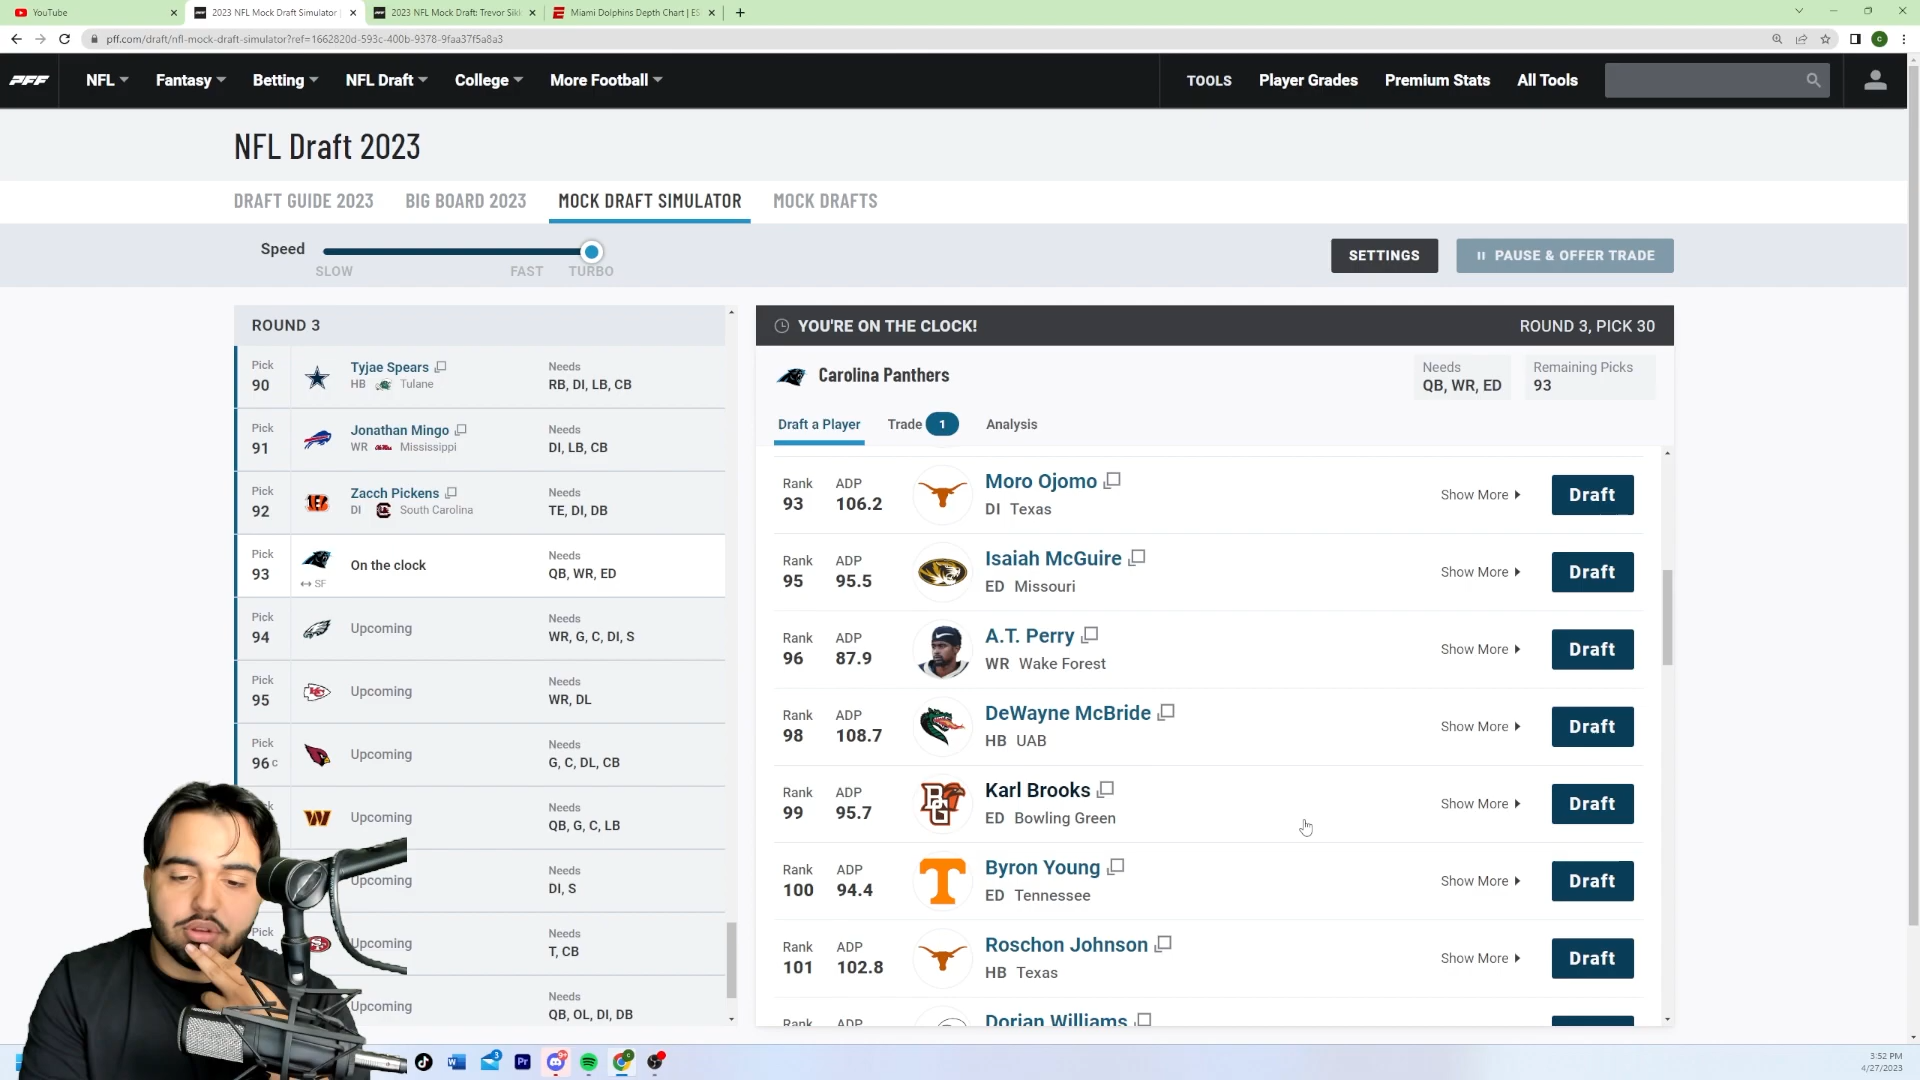 YouTube
2023 NFL Mock Draft Simulator |
2023 NFL Mock Draft: Trevor Sikk
Miami Dolphins Depth Chart | ES
pff.com/draft/nfl-mock-draft-simulator?ref=1662820d-593c-400b-9378-9faa37f5a8a3
PFF
NFL
Fantasy
Betting
NFL Draft
College
More Football
TOOLS
Player Grades
Premium Stats
All Tools
NFL Draft 2023
DRAFT GUIDE 2023
BIG BOARD 2023
MOCK DRAFT SIMULATOR
MOCK DRAFTS
Speed
SLOW
FAST
TURBO
SETTINGS
PAUSE & OFFER TRADE
ROUND 3
Pick 90
Tyjae Spears
HB Tulane
Needs
RB, DI, LB, CB
Pick 91
Jonathan Mingo
WR Mississippi
Needs
DI, LB, CB
Pick 92
Zacch Pickens
DI South Carolina
Needs
TE, DI, DB
Pick 93
SF
On the clock
Needs
QB, WR, ED
Pick 94
Upcoming
Needs
WR, G, C, DI, S
Pick 95
Upcoming
Needs
WR, DL
Pick 96 C
Upcoming
Needs
G, C, DL, CB
Upcoming
Needs
QB, G, C, LB
Upcoming
Needs
DI, S
Pick
Upcoming
Needs
T, CB
Upcoming
Needs
QB, OL, DI, DB
YOU'RE ON THE CLOCK!
ROUND 3, PICK 30
Carolina Panthers
Needs
QB, WR, ED
Remaining Picks
93
Draft a Player
Trade 1
Analysis
Rank 93
ADP 106.2
Moro Ojomo
DI Texas
Show More
Draft
Rank 95
ADP 95.5
Isaiah McGuire
ED Missouri
Show More
Draft
Rank 96
ADP 87.9
A.T. Perry
WR Wake Forest
Show More
Draft
Rank 98
ADP 108.7
DeWayne McBride
HB UAB
Show More
Draft
Rank 99
ADP 95.7
Karl Brooks
ED Bowling Green
Show More
Draft
Rank 100
ADP 94.4
Byron Young
ED Tennessee
Show More
Draft
Rank 101
ADP 102.8
Roschon Johnson
HB Texas
Show More
Draft
Rank
ADP
Dorian Williams
3:52 PM
4/27/2023